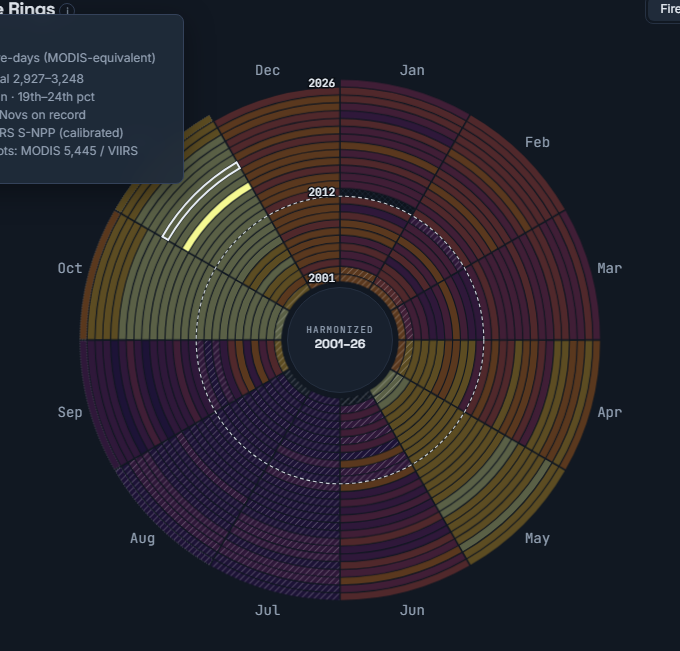 Rings i
Fire
re-days (MODIS-equivalent)
al 2,927–3,248
n · 19th–24th pct
Novs on record
RS S-NPP (calibrated)
ots: MODIS 5,445 / VIIRS
Dec
2026
Jan
Feb
2012
Oct
Mar
2001
HARMONIZED
2001–26
Sep
Apr
Aug
May
Jul
Jun